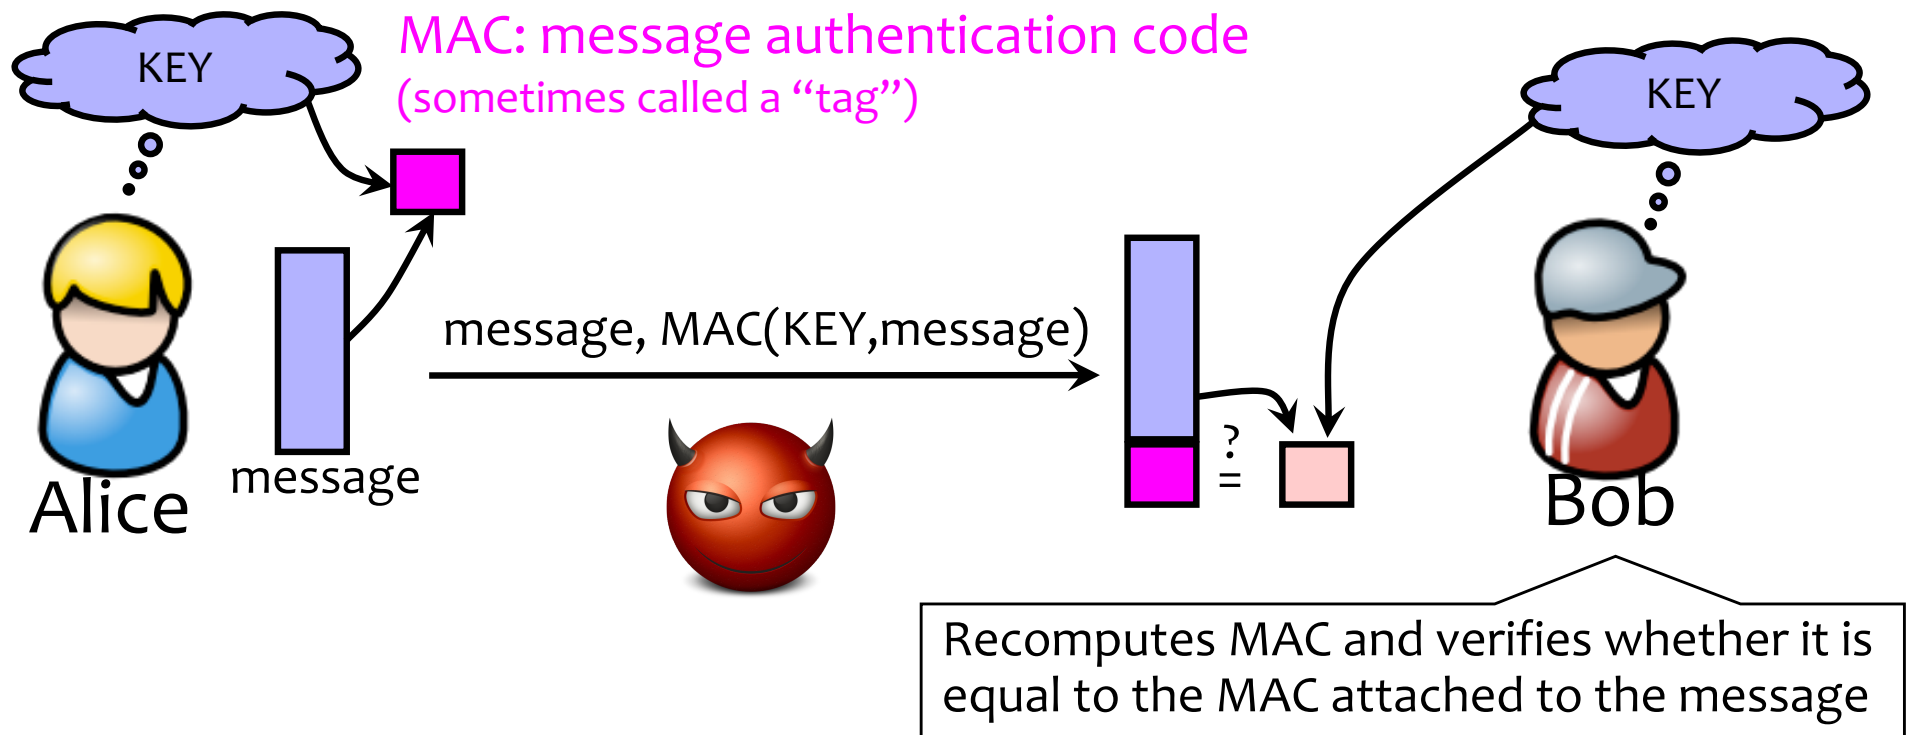 KEY
MAC: message authentication code
(sometimes called a “tag”)
KEY
message, MAC(KEY,message)
?
=
message
Alice
Bob
Recomputes MAC and verifies whether it is
equal to the MAC attached to the message